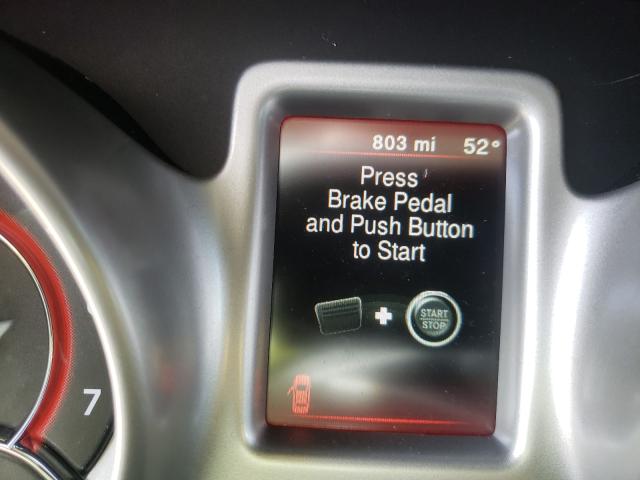 803 mi 52°
Press
Brake Pedal
and Push Button
to Start
START
STOP
7